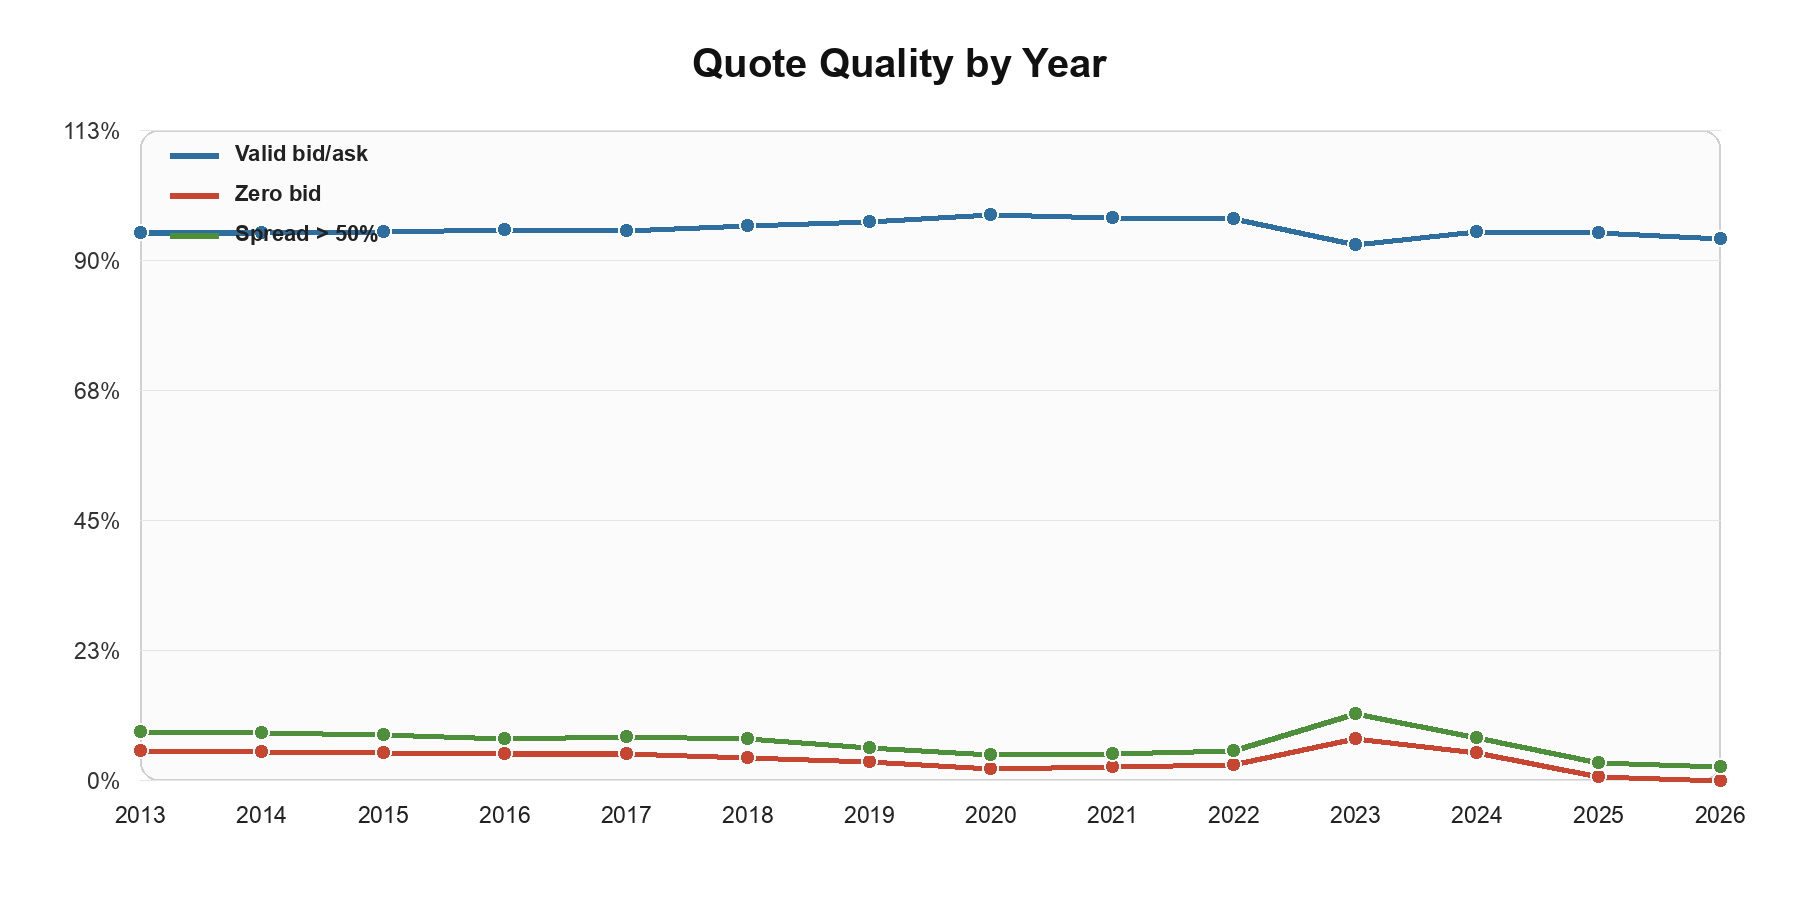 Quote Quality by Year
113%
Valid bid/ask
Zero bid
Spread > 50%
90%
68%
45%
23%
0%
2013 2014 2015 2016 2017 2018 2019 2020 2021 2022 2023 2024 2025 2026